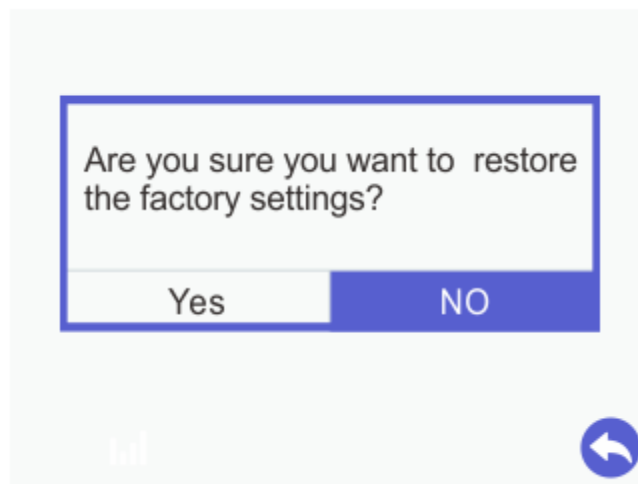 Are you sure you want to  restore
the factory settings?
Yes
NO